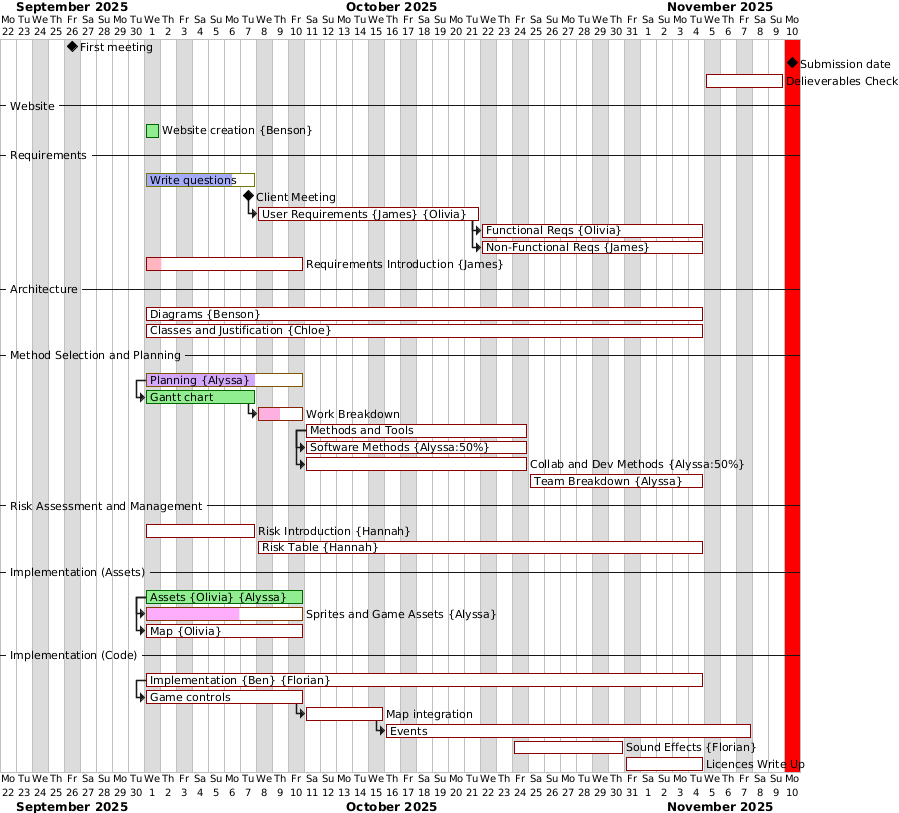 September 2025 October 2025 November 2025
Mo Tu We Th Fr Sa Su Mo Tu We Th Fr Sa Su Mo Tu We Th Fr Sa Su Mo Tu We Th Fr Sa Su Mo Tu We Th Fr Sa Su Mo Tu We Th Fr Sa Su Mo Tu We Th Fr Sa Su Mo
22 23 24 25 26 27 28 29 30 1 2 3 4 5 6 7 8 9 10 11 12 13 14 15 16 17 18 19 20 21 22 23 24 25 26 27 28 29 30 31 1 2 3 4 5 6 7 8 9 10
First meeting
Submission date
Delieverables Check
Website
Website creation {Benson}
Requirements
Write questions
Client Meeting
User Requirements {James} {Olivia}
Functional Reqs {Olivia}
Non-Functional Reqs {James}
Requirements Introduction {James}
Architecture
Diagrams {Benson}
Classes and Justification {Chloe}
Method Selection and Planning
Planning {Alyssa}
Gantt chart
Work Breakdown
Methods and Tools
Software Methods {Alyssa:50%}
Collab and Dev Methods {Alyssa:50%}
Team Breakdown {Alyssa}
Risk Assessment and Management
Risk Introduction {Hannah}
Risk Table {Hannah}
Implementation (Assets)
Assets {Olivia} {Alyssa}
Sprites and Game Assets {Alyssa}
Map {Olivia}
Implementation (Code)
Implementation {Ben} {Florian}
Game controls
Map integration
Events
Sound Effects {Florian}
Licences Write Up
Mo Tu We Th Fr Sa Su Mo Tu We Th Fr Sa Su Mo Tu We Th Fr Sa Su Mo Tu We Th Fr Sa Su Mo Tu We Th Fr Sa Su Mo Tu We Th Fr Sa Su Mo Tu We Th Fr Sa Su Mo
22 23 24 25 26 27 28 29 30 1 2 3 4 5 6 7 8 9 10 11 12 13 14 15 16 17 18 19 20 21 22 23 24 25 26 27 28 29 30 31 1 2 3 4 5 6 7 8 9 10
September 2025 October 2025 November 2025